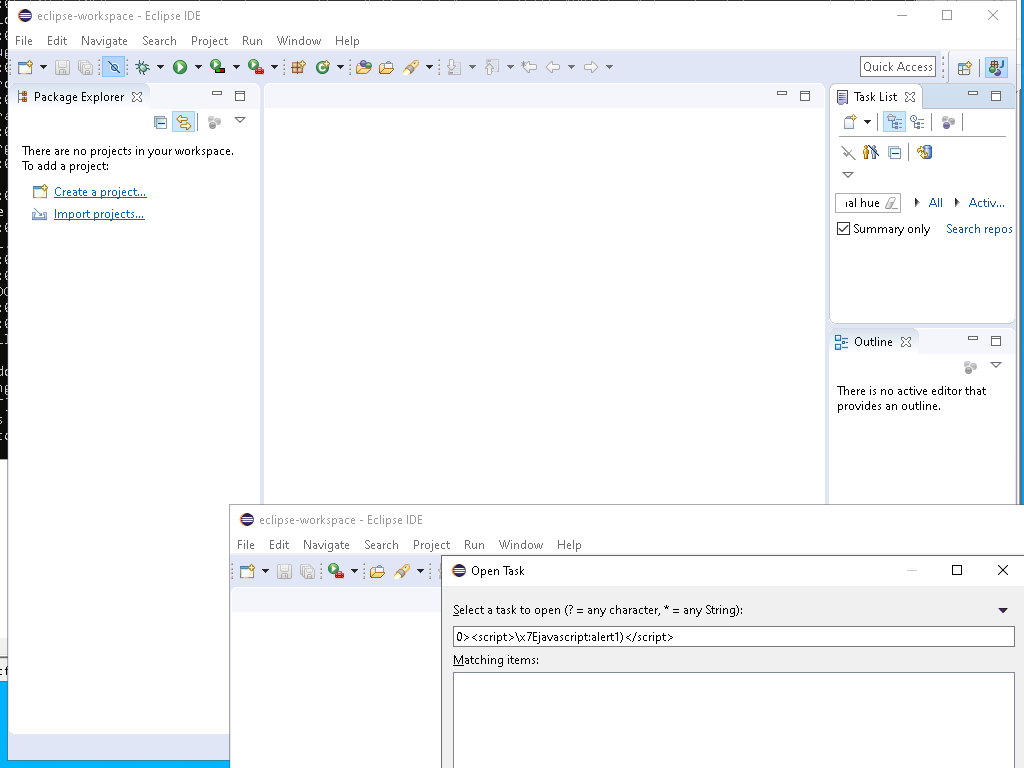 eclipse-workspace - Eclipse IDE
File Edit Navigate Search Project Run Window Help
Quick Access
Package Explorer
Task List
There are no projects in your workspace.
To add a project:
Create a project...
Import projects...
ial hue
All
Activ...
Summary only
Search repos
Outline
There is no active editor that
provides an outline.
eclipse-workspace - Eclipse IDE
File Edit Navigate Search Project Run Window Help
Open Task
Select a task to open (? = any character, * = any String):
0><script>\x7Ejavascript:alert1)</script>
Matching items: